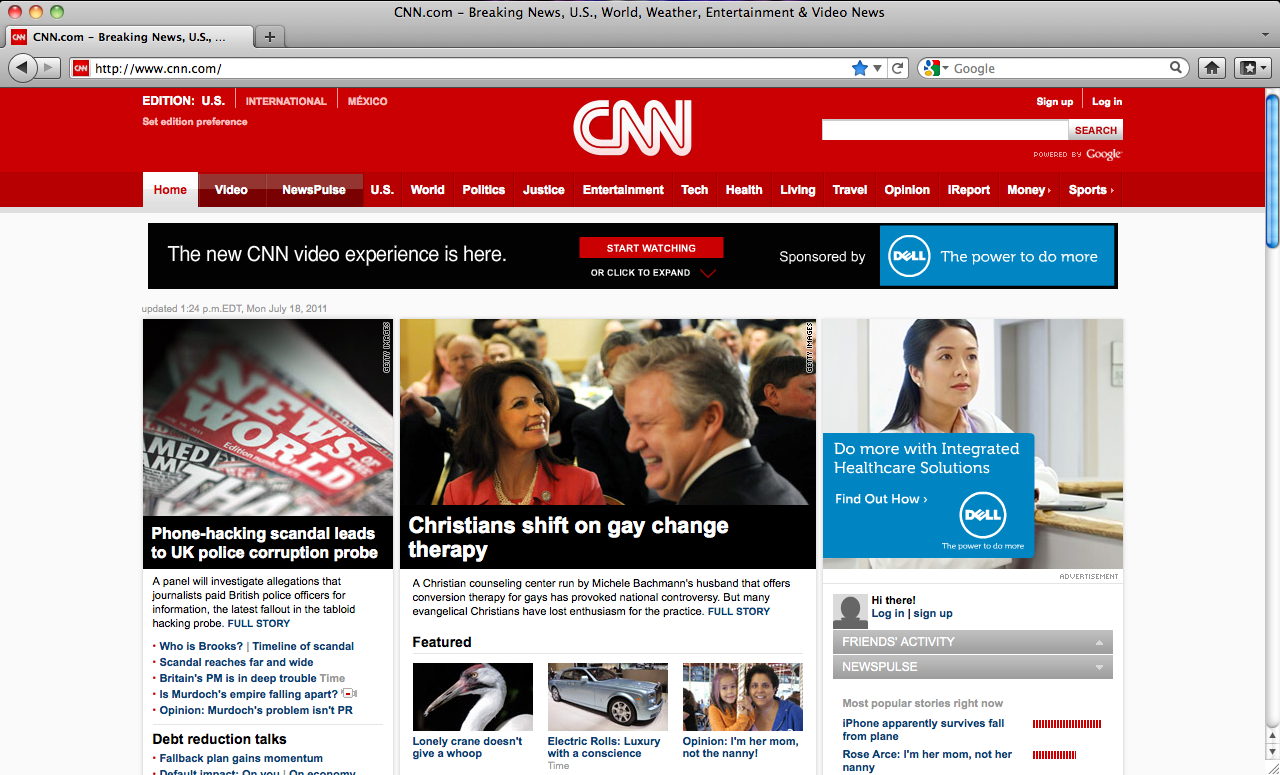 CNN.com – Breaking News, U.S., World, Weather, Entertainment & Video News
CNN CNN.com – Breaking News, U.S., ...
CNN http://www.cnn.com/
Google
EDITION: U.S. INTERNATIONAL MÉXICO
Set edition preference
CNN
Sign up Log in
SEARCH
POWERED BY Google
Home Video NewsPulse U.S. World Politics Justice Entertainment Tech Health Living Travel Opinion iReport Money › Sports ›
The new CNN video experience is here.
START WATCHING
OR CLICK TO EXPAND
Sponsored by
DELL The power to do more
updated 1:24 p.m.EDT, Mon July 18, 2011
GETTY IMAGES
NEWS OF THE
WORLD
Phone-hacking scandal leads
to UK police corruption probe
A panel will investigate allegations that
journalists paid British police officers for
information, the latest fallout in the tabloid
hacking probe. FULL STORY
Who is Brooks? | Timeline of scandal
Scandal reaches far and wide
Britain's PM is in deep trouble Time
Is Murdoch's empire falling apart?
Opinion: Murdoch's problem isn't PR
Debt reduction talks
Fallback plan gains momentum
Default impact: On you | On economy
GETTY IMAGES
Christians shift on gay change
therapy
A Christian counseling center run by Michele Bachmann's husband that offers
conversion therapy for gays has provoked national controversy. But many
evangelical Christians have lost enthusiasm for the practice. FULL STORY
Featured
Lonely crane doesn't
give a whoop
Electric Rolls: Luxury
with a conscience
Time
Opinion: I'm her mom,
not the nanny!
Do more with Integrated
Healthcare Solutions
Find Out How ›
DELL
The power to do more
ADVERTISEMENT
Hi there!
Log in | sign up
FRIENDS' ACTIVITY
NEWSPULSE
Most popular stories right now
iPhone apparently survives fall
from plane
Rose Arce: I'm her mom, not her
nanny